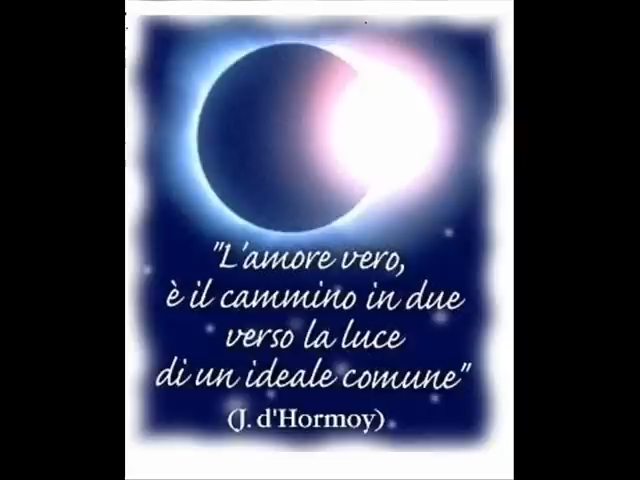 "L'amore vero,
è il cammino in due
verso la luce
di un ideale comune"
(J. d'Hormoy)